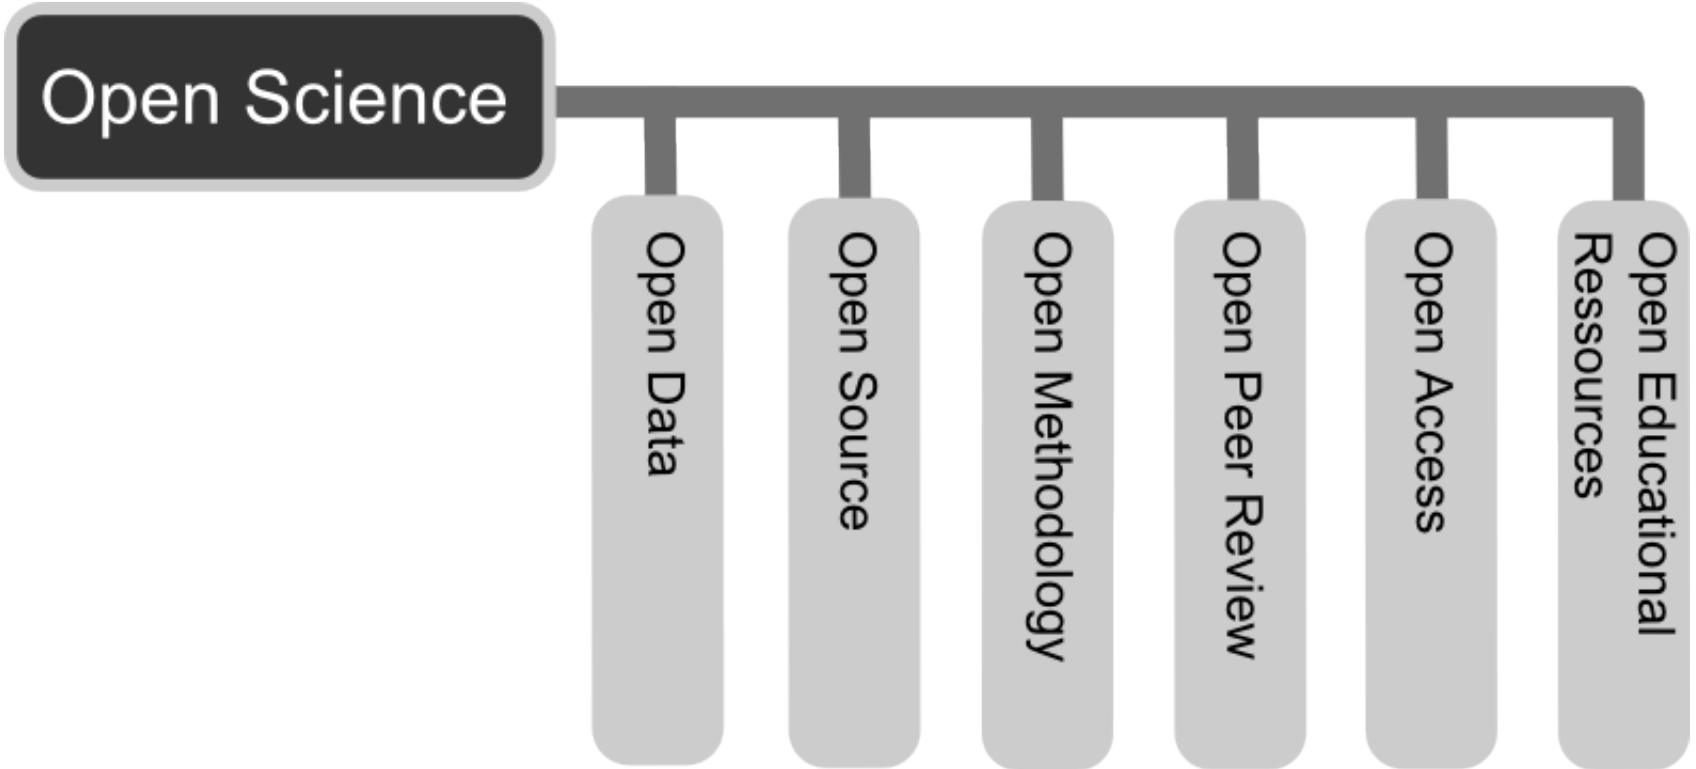 Open Science
Open Data
Open Source
Open Methodology
Open Peer Review
Open Access
Open Educational
Ressources